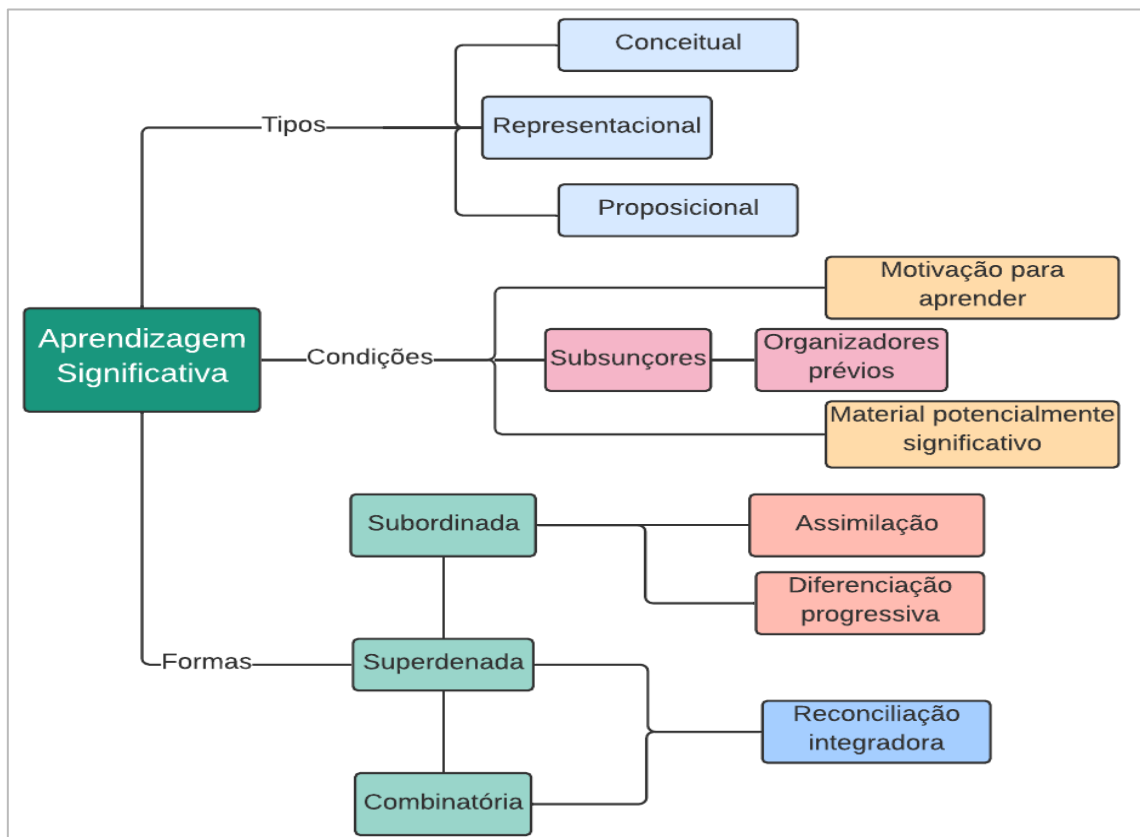 Conceitual
Tipos
Representacional
Proposicional
Motivação para
aprender
Aprendizagem
Significativa
Condições
Subsunçores
Organizadores
prévios
Material potencialmente
significativo
Subordinada
Assimilação
Diferenciação
progressiva
Formas
Superdenada
Reconciliação
integradora
Combinatória